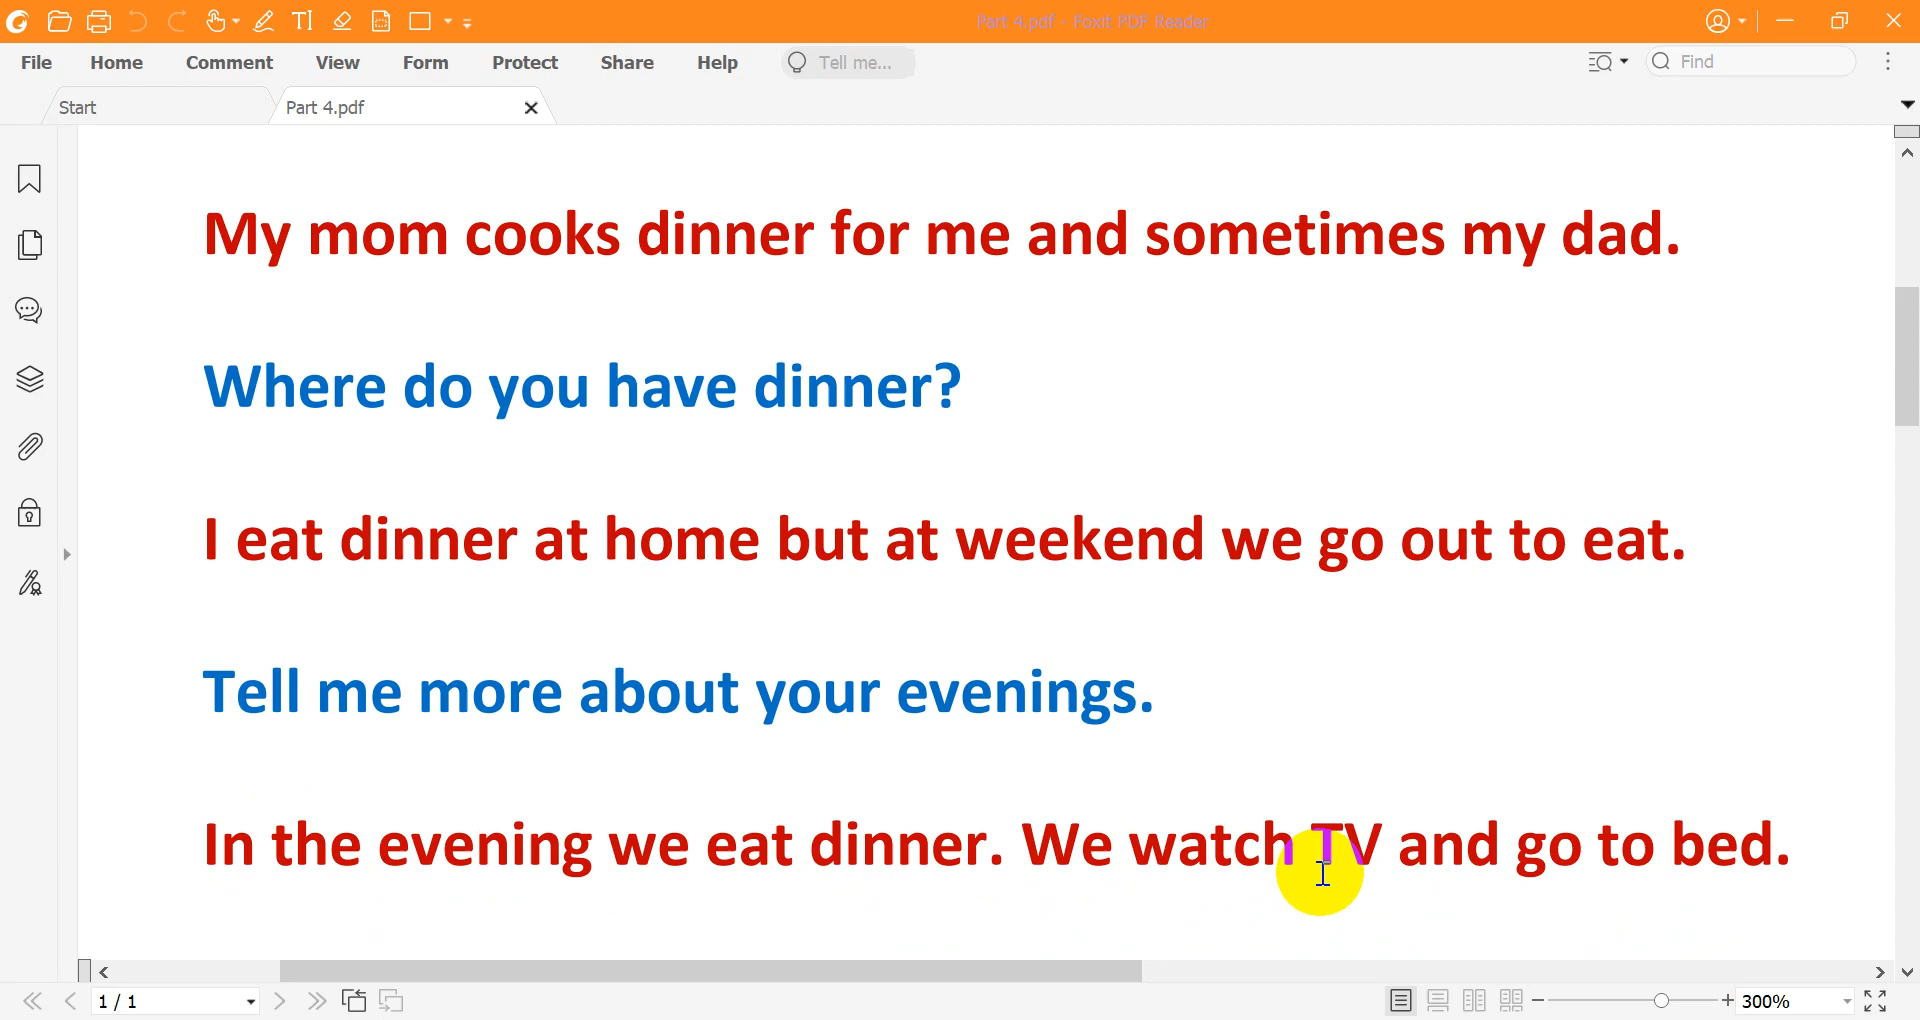 Part 4.pdf - Foxit PDF Reader
File Home Comment View Form Protect Share Help Tell me... Find
Start Part 4.pdf
My mom cooks dinner for me and sometimes my dad.
Where do you have dinner?
I eat dinner at home but at weekend we go out to eat.
Tell me more about your evenings.
In the evening we eat dinner. We watch TV and go to bed.
1 / 1 300%